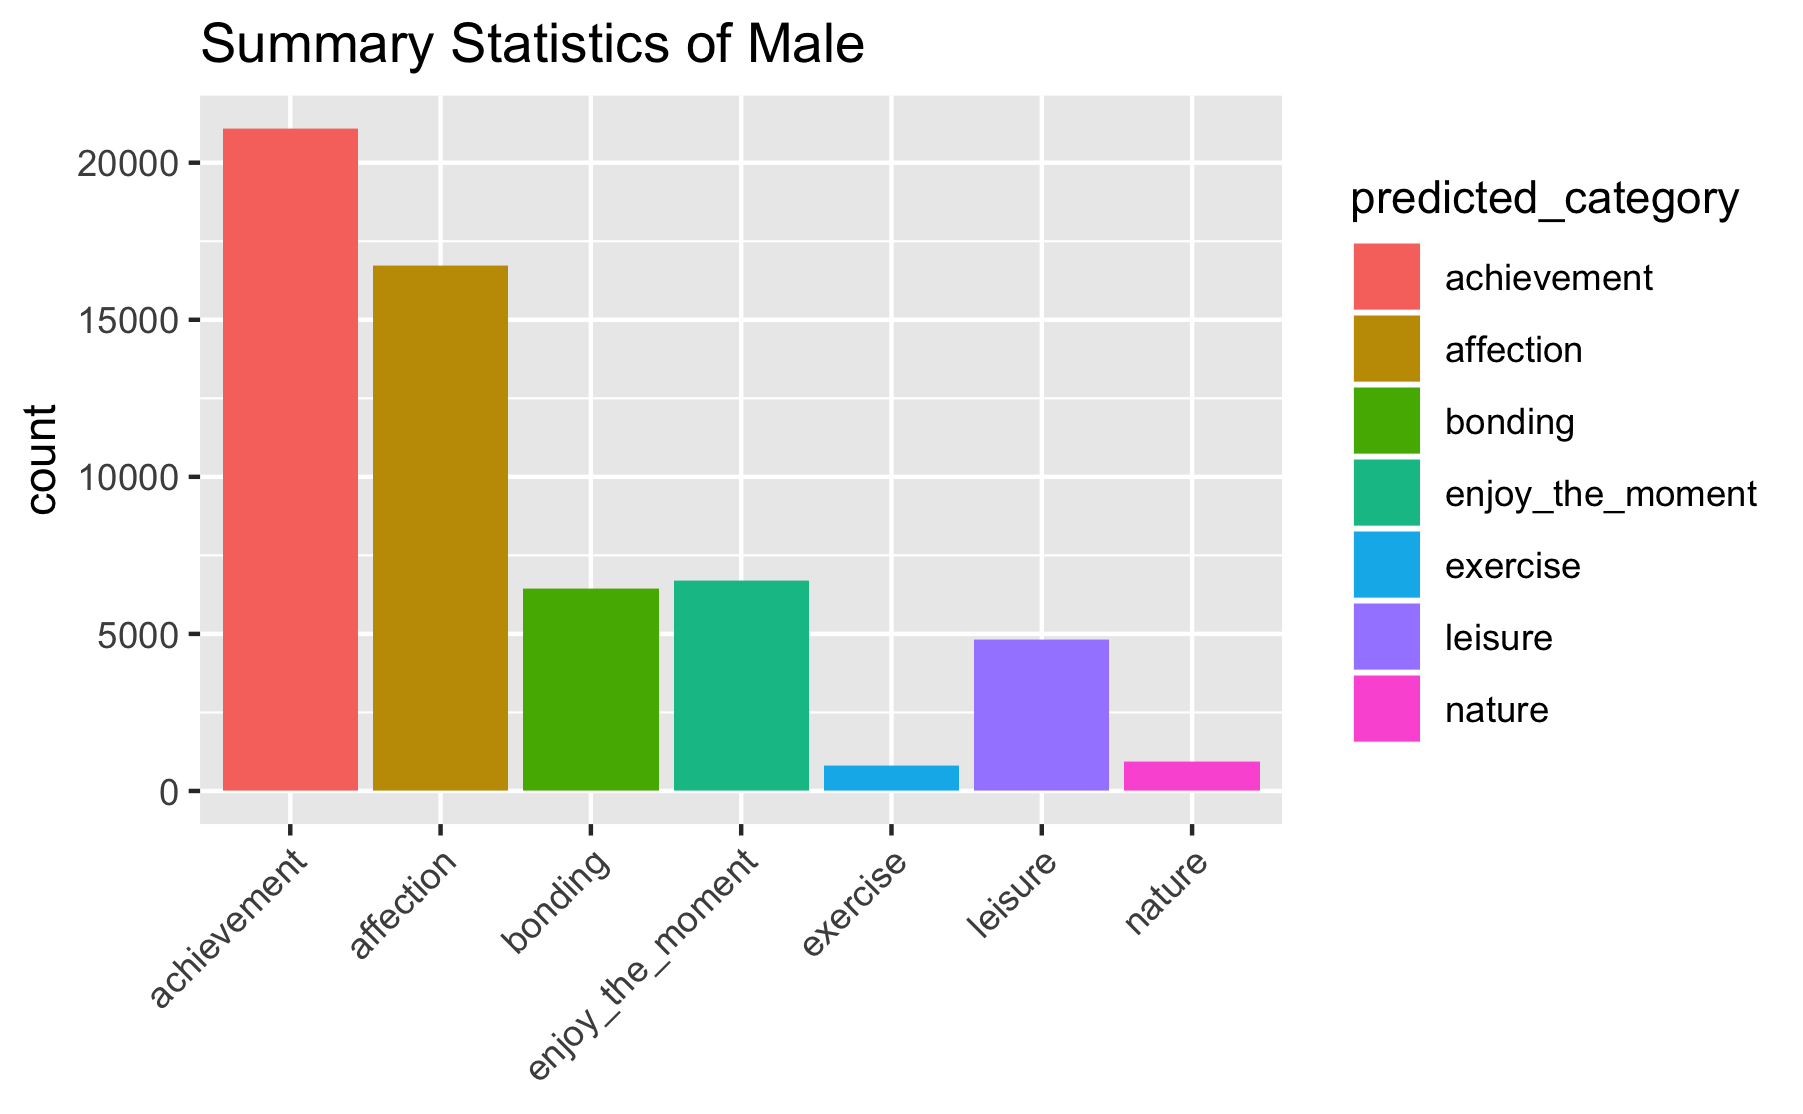 Summary Statistics of Male
20000
15000
10000
5000
0
count
achievement
affection
bonding
enjoy_the_moment
exercise
leisure
nature
predicted_category
achievement
affection
bonding
enjoy_the_moment
exercise
leisure
nature